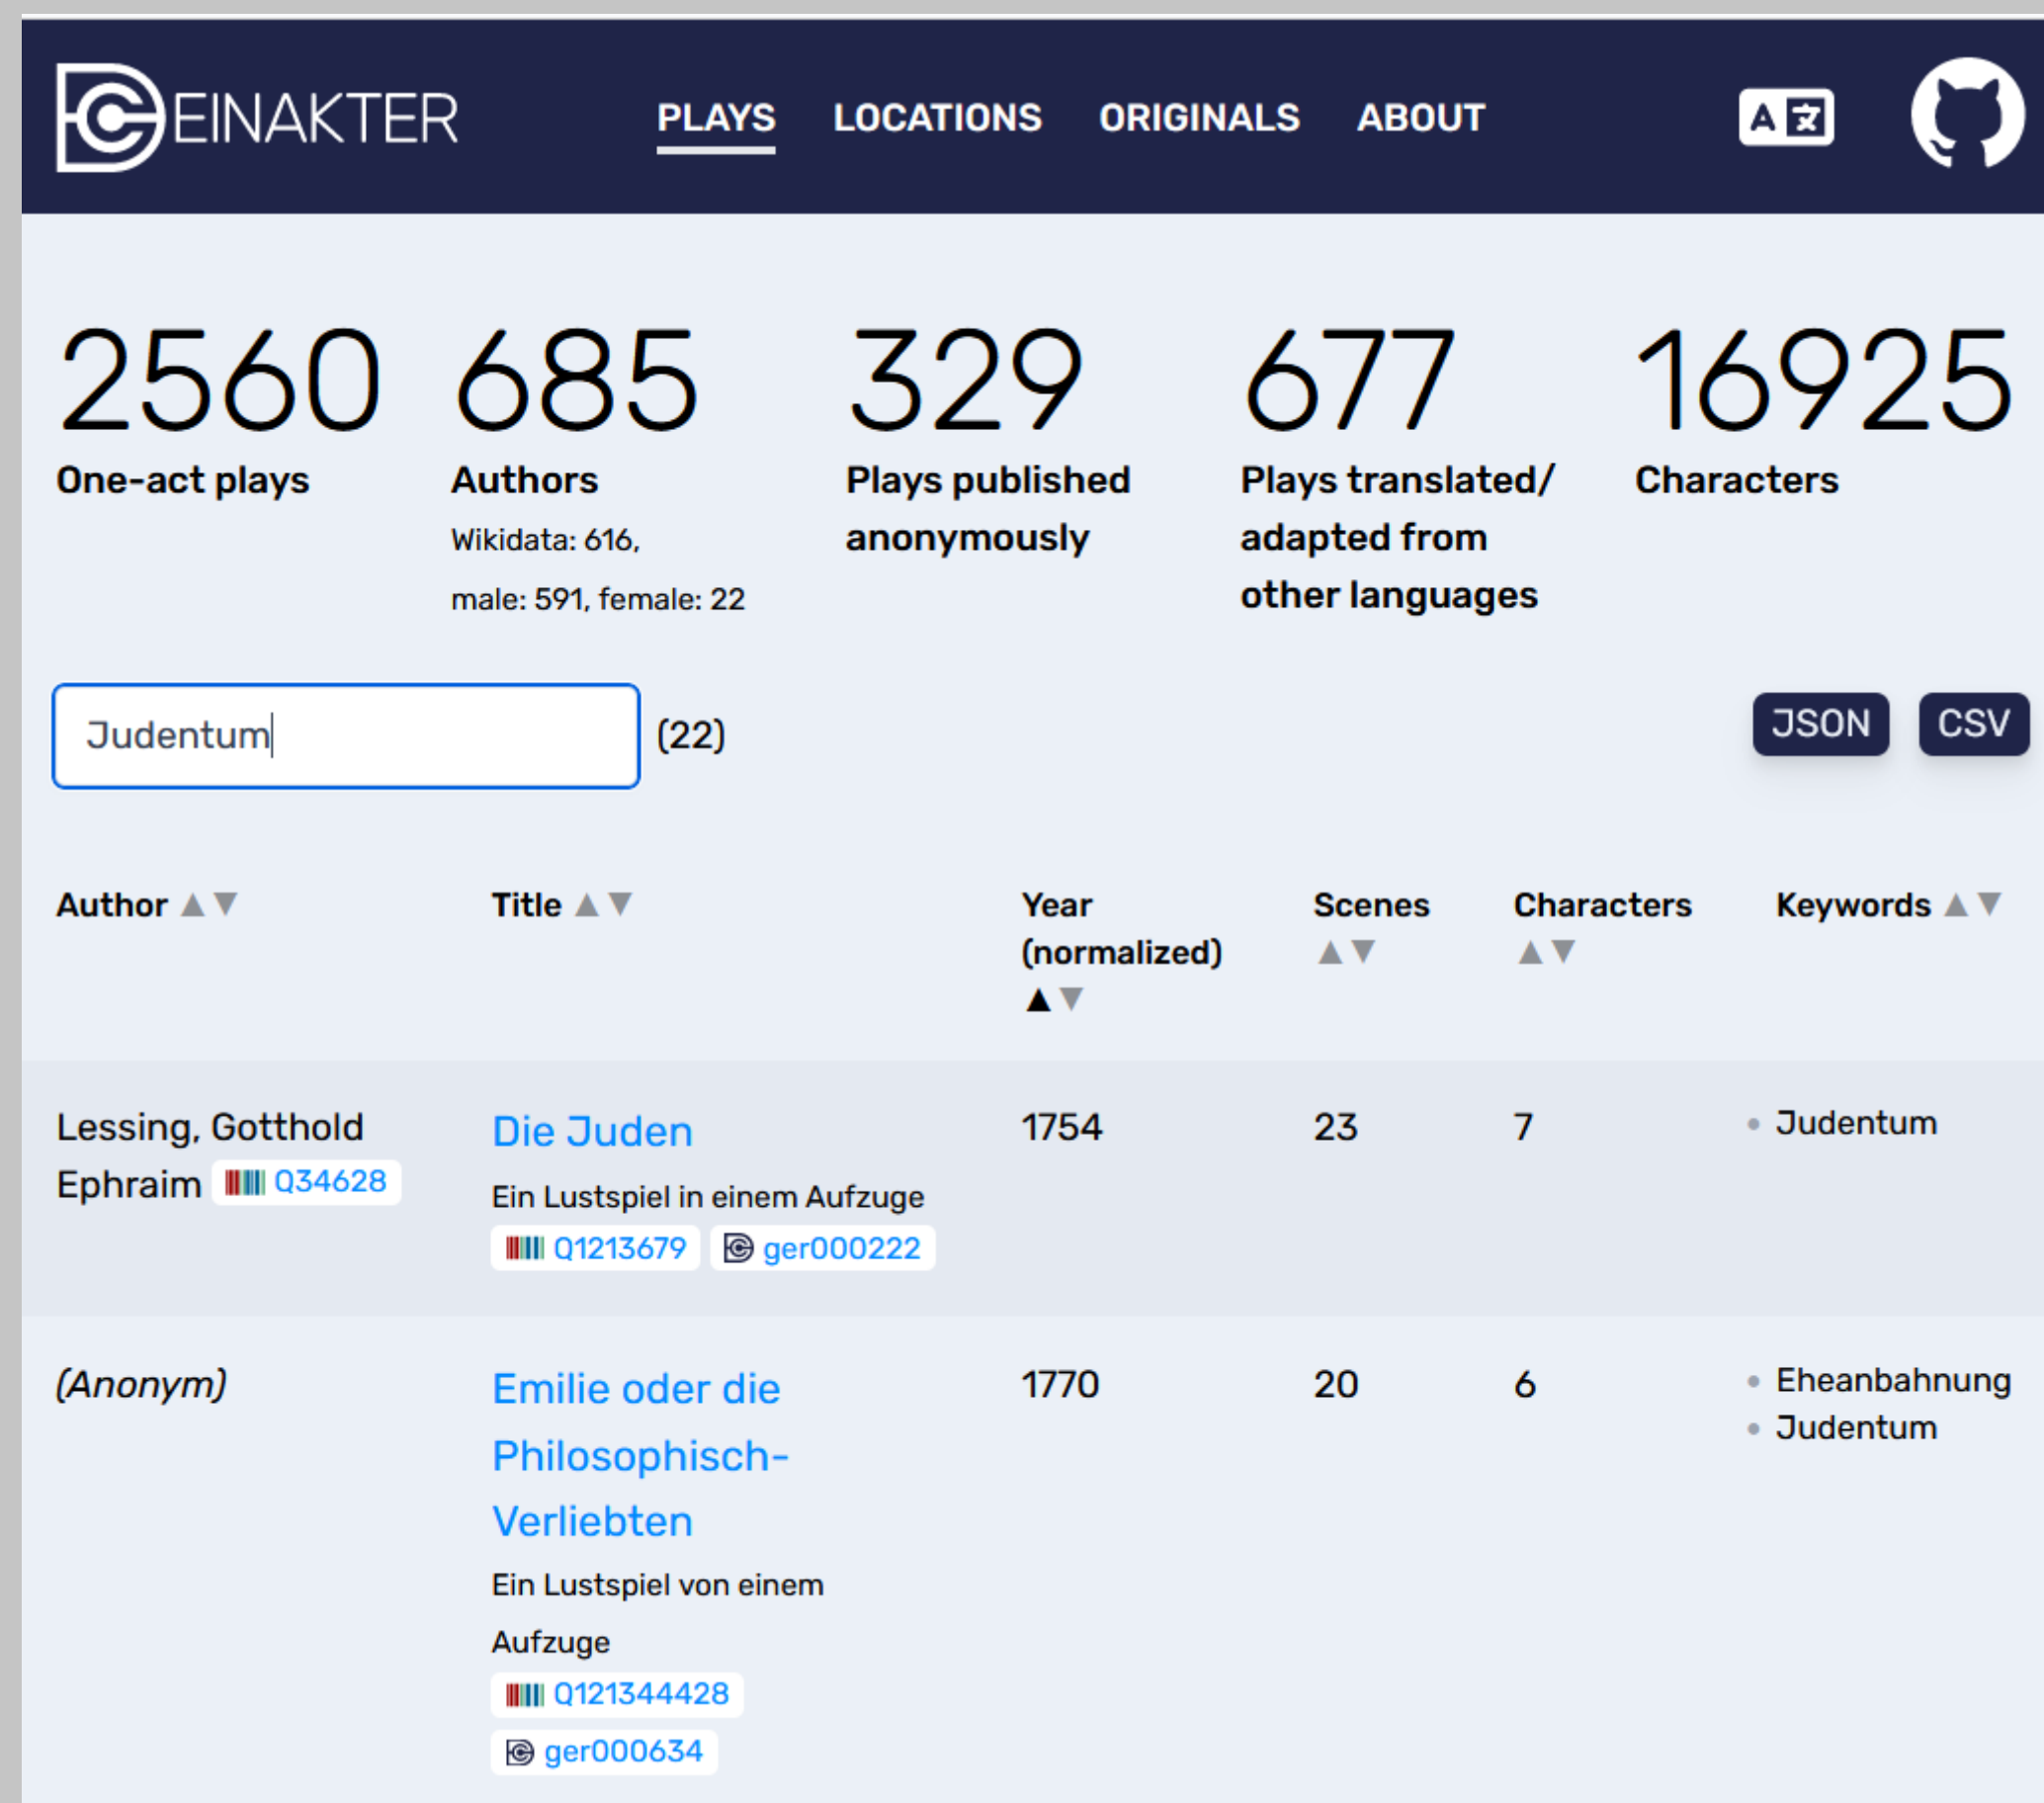 EINAKTER PLAYS LOCATIONS ORIGINALS ABOUT A 文
2560 685 329 677 16925
One-act plays Authors Plays published Plays translated/ Characters
Wikidata: 616, anonymously adapted from
male: 591, female: 22 other languages
Judentum (22) JSON CSV
Author ▲▼ Title ▲▼ Year Scenes Characters Keywords ▲▼
(normalized) ▲▼ ▲▼
▲▼
Lessing, Gotthold Die Juden 1754 23 7 • Judentum
Ephraim Q34628 Ein Lustspiel in einem Aufzuge
Q1213679 ger000222
(Anonym) Emilie oder die 1770 20 6 • Eheanbahnung
Philosophisch- • Judentum
Verliebten
Ein Lustspiel von einem
Aufzuge
Q121344428
ger000634